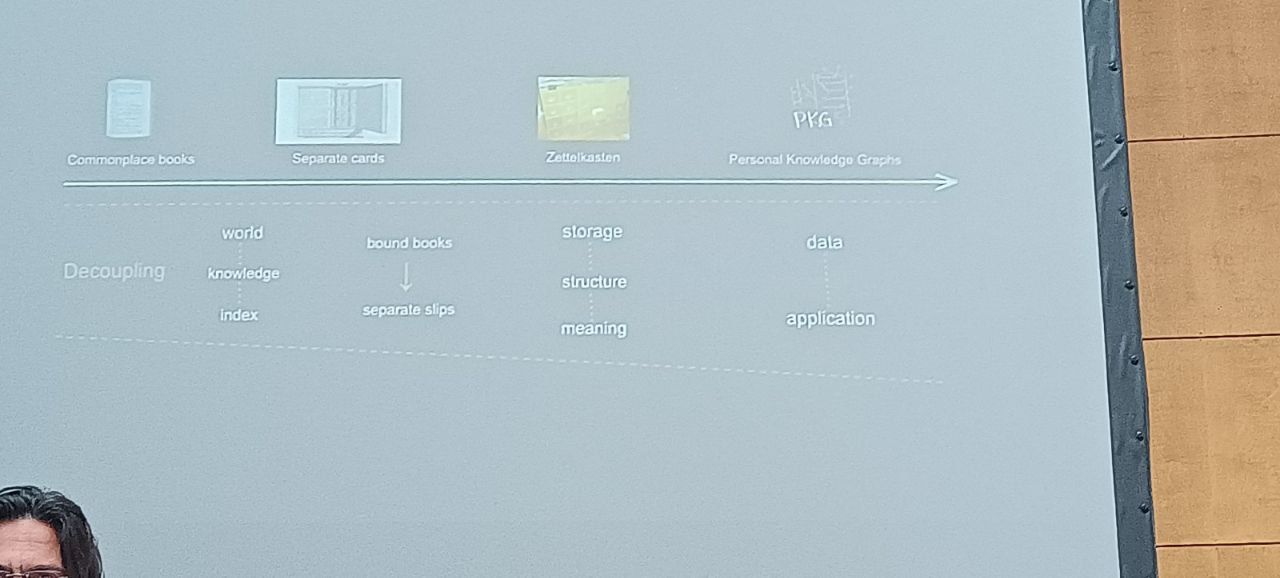 PKG
Commonplace books
Separate cards
Zettelkasten
Personal Knowledge Graphs
Decoupling
world
knowledge
index
bound books
separate slips
storage
structure
meaning
data
application